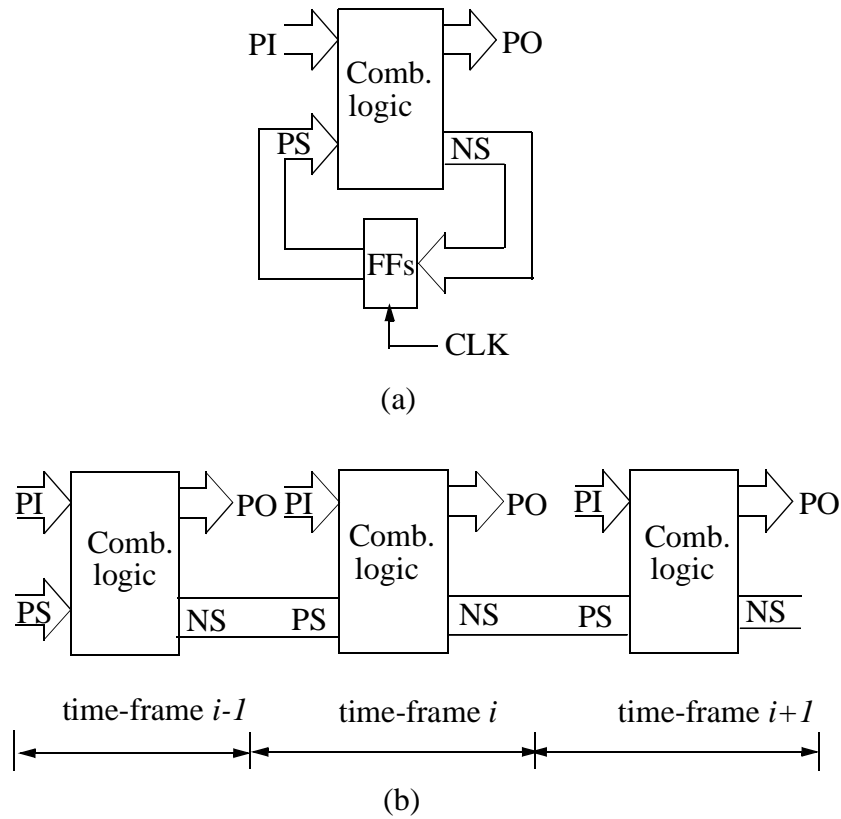 PI
Comb.
logic
PO
PS
NS
FFs
CLK
(a)
PI
PO
PI
PO
PI
PO
Comb.
logic
Comb.
logic
Comb.
logic
PS
NS
PS
NS
PS
NS
time-frame i-1
time-frame i
time-frame i+1
(b)